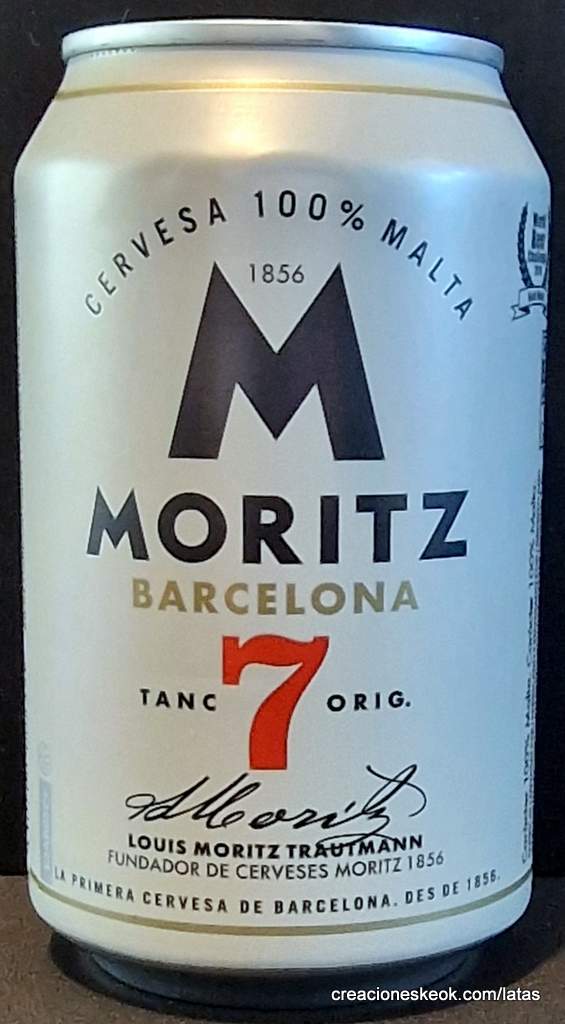 CERVESA 100% MALTA
1856
M
MORITZ
BARCELONA
TANC 7 ORIG.
LOUIS MORITZ TRAUTMANN
FUNDADOR DE CERVESES MORITZ 1856
LA PRIMERA CERVESA DE BARCELONA. DES DE 1856.
creacioneskeok.com/latas